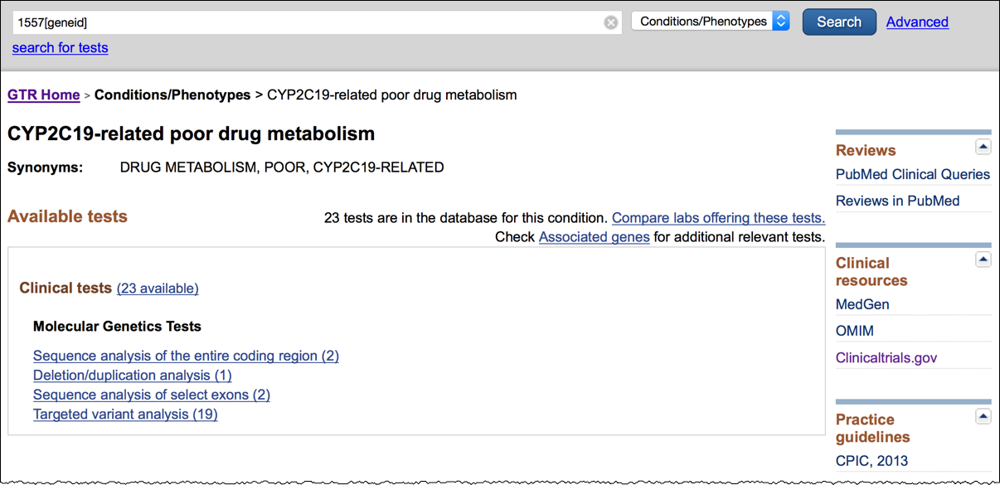 1557[geneid]
Conditions/Phenotypes
Search
Advanced
search for tests
GTR Home > Conditions/Phenotypes > CYP2C19-related poor drug metabolism
CYP2C19-related poor drug metabolism
Synonyms: DRUG METABOLISM, POOR, CYP2C19-RELATED
Available tests
23 tests are in the database for this condition. Compare labs offering these tests.
Check Associated genes for additional relevant tests.
Clinical tests (23 available)
Molecular Genetics Tests
Sequence analysis of the entire coding region (2)
Deletion/duplication analysis (1)
Sequence analysis of select exons (2)
Targeted variant analysis (19)
Reviews
PubMed Clinical Queries
Reviews in PubMed
Clinical
resources
MedGen
OMIM
Clinicaltrials.gov
Practice
guidelines
CPIC, 2013